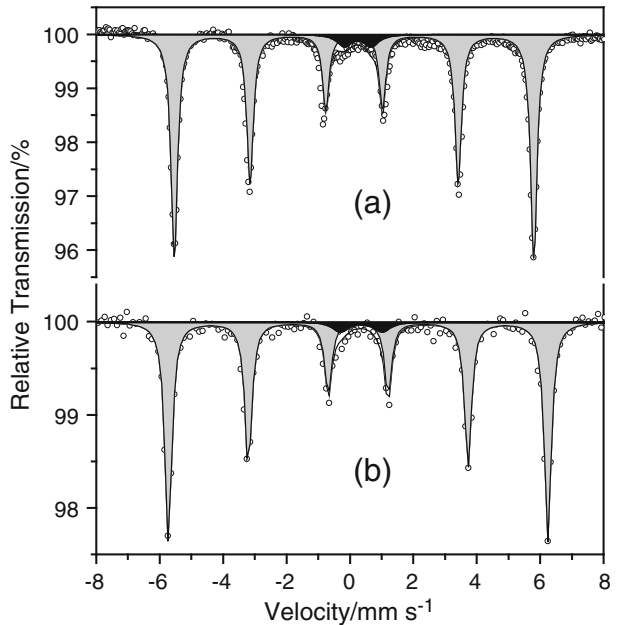 100
99
98
97
96
(a)
100
99
98
(b)
Relative Transmission/%
-8 -6 -4 -2 0 2 4 6 8
Velocity/mm s-1